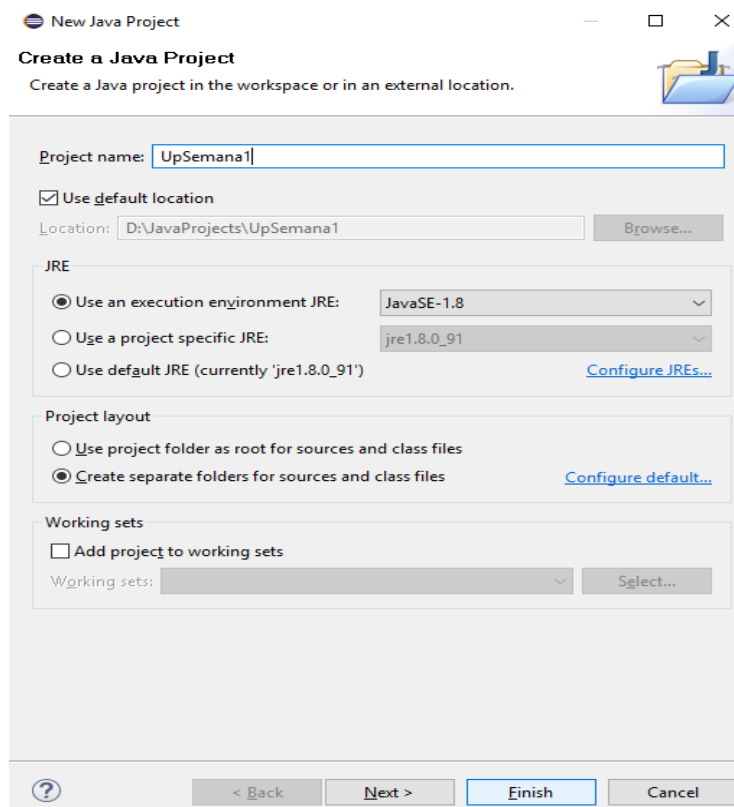 New Java Project
Create a Java Project
Create a Java project in the workspace or in an external location.
Project name: UpSemana1
Use default location
Location: D:\JavaProjects\UpSemana1 Browse...
JRE
Use an execution environment JRE: JavaSE-1.8
Use a project specific JRE: jre1.8.0_91
Use default JRE (currently 'jre1.8.0_91') Configure JREs...
Project layout
Use project folder as root for sources and class files
Create separate folders for sources and class files Configure default...
Working sets
Add project to working sets
Working sets: Select...
? < Back Next > Finish Cancel